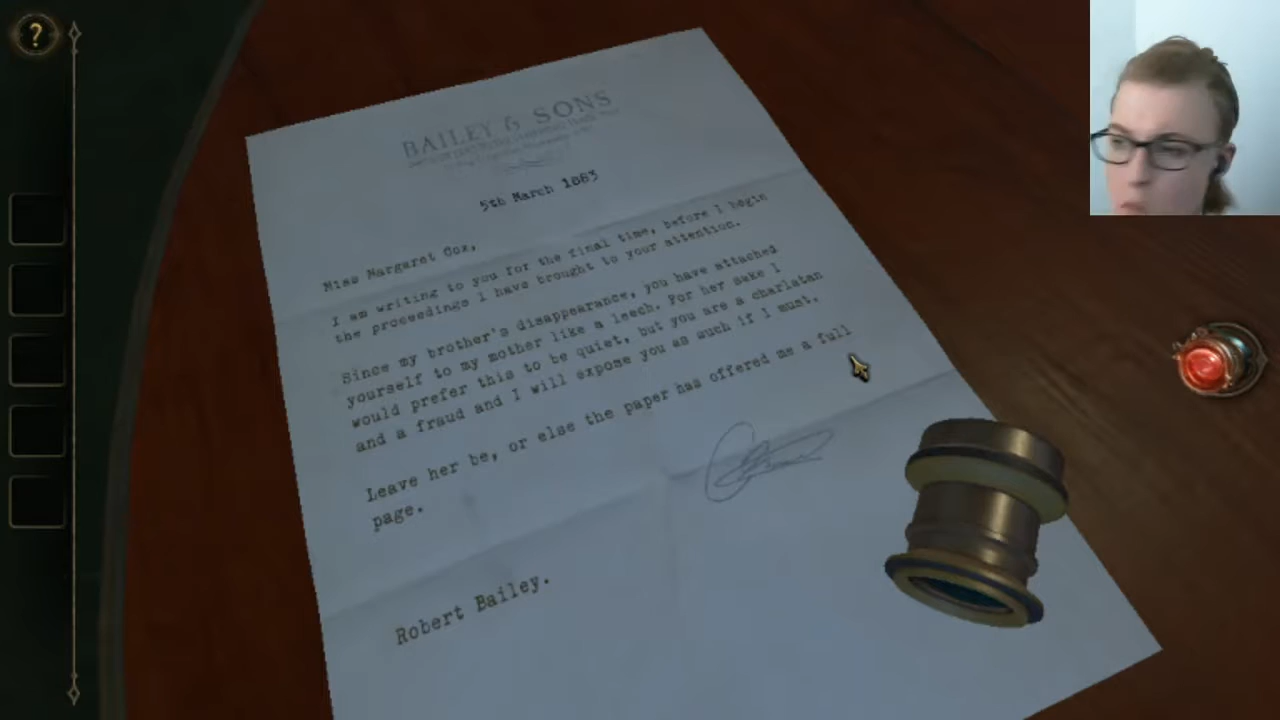 ?
BAILEY & SONS
5th March 1883
Miss Margaret Cox,
I am writing to you for the final time, before I begin
the proceedings I have brought to your attention.
Since my brother's disappearance, you have attached
yourself to my mother like a leech. For her sake I
would prefer this to be quiet, but you are a charlatan
and a fraud and I will expose you as such if I must.
Leave her be, or else the paper has offered me a full
page.
Robert Bailey.